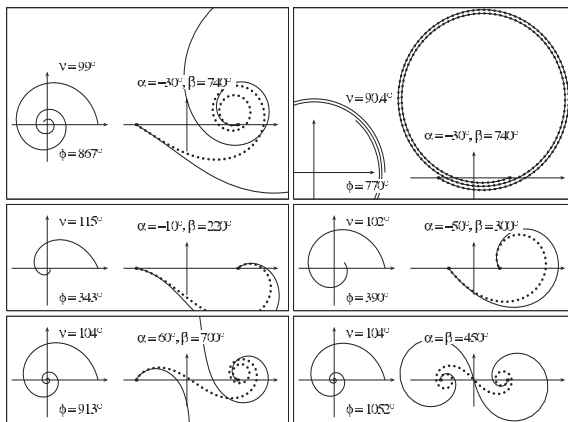 ν=99°
α=−30°, β=740°
φ=867°
ν=90.4°
α=−30°, β=740°
φ=770°
ν=115°
α=−10°, β=220°
φ=343°
ν=102°
α=−50°, β=300°
φ=390°
ν=104°
α=60°, β=700°
φ=913°
ν=104°
α=β=450°
φ=1052°